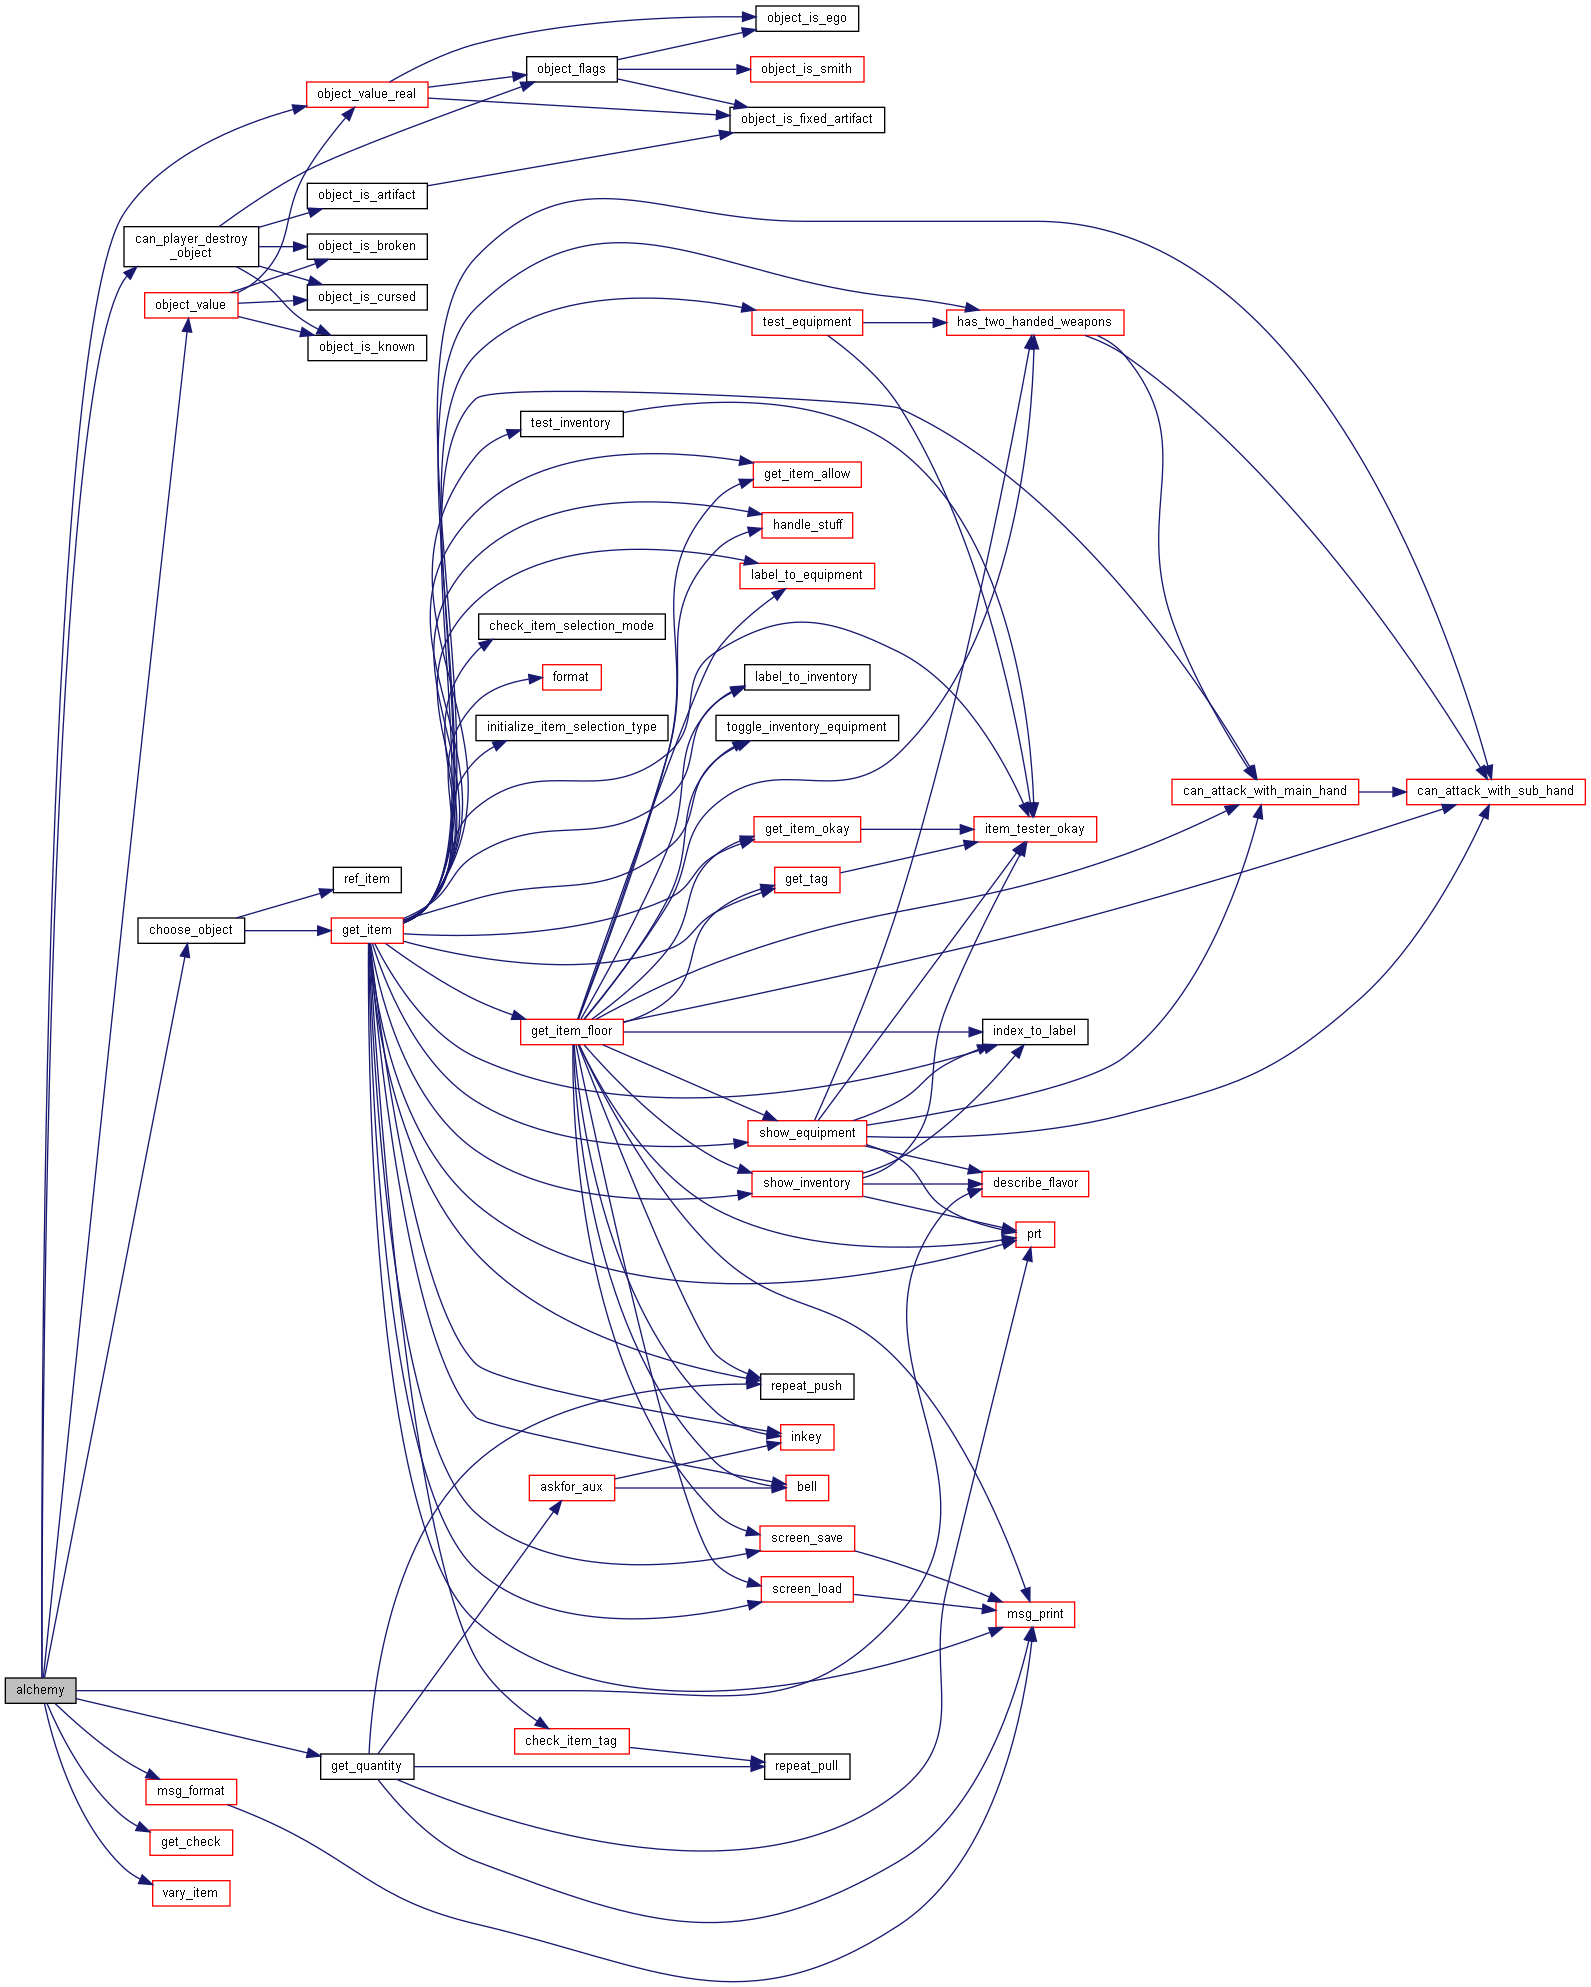 object_is_ego
object_flags
object_is_smith
object_value_real
object_is_fixed_artifact
object_is_artifact
can_player_destroy
_object
object_is_broken
object_value
object_is_cursed
object_is_known
test_equipment
has_two_handed_weapons
test_inventory
get_item_allow
handle_stuff
label_to_equipment
check_item_selection_mode
format
label_to_inventory
initialize_item_selection_type
toggle_inventory_equipment
can_attack_with_main_hand
can_attack_with_sub_hand
get_item_okay
item_tester_okay
ref_item
get_tag
choose_object
get_item
get_item_floor
index_to_label
show_equipment
show_inventory
describe_flavor
prt
repeat_push
inkey
askfor_aux
bell
screen_save
screen_load
msg_print
alchemy
check_item_tag
get_quantity
repeat_pull
msg_format
get_check
vary_item